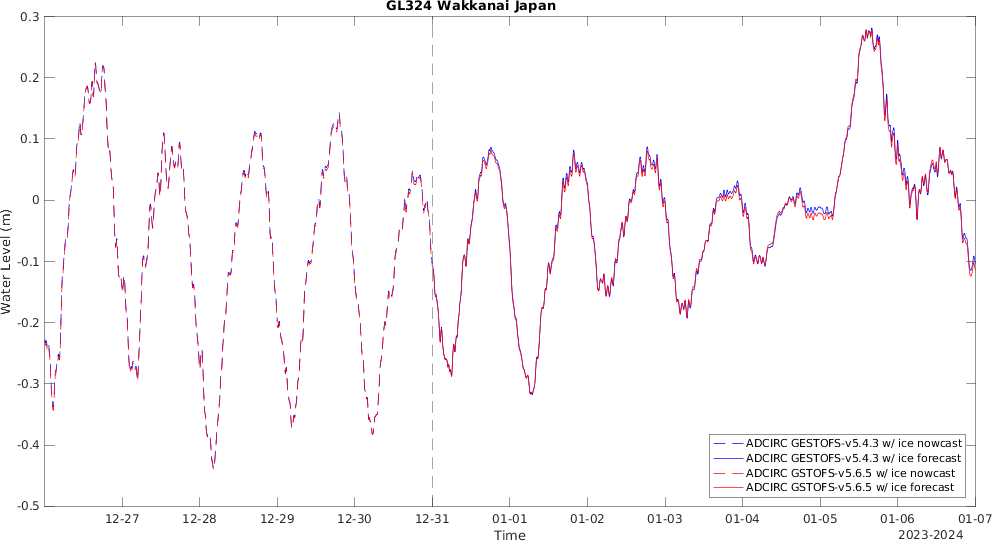 GL324 Wakkanai Japan
0.3
0.2
0.1
0
-0.1
-0.2
-0.3
-0.4
-0.5
Water Level (m)
ADCIRC GESTOFS-v5.4.3 w/ ice nowcast
ADCIRC GESTOFS-v5.4.3 w/ ice forecast
ADCIRC GSTOFS-v5.6.5 w/ ice nowcast
ADCIRC GSTOFS-v5.6.5 w/ ice forecast
12-27 12-28 12-29 12-30 12-31 01-01 01-02 01-03 01-04 01-05 01-06 01-07
Time
2023-2024